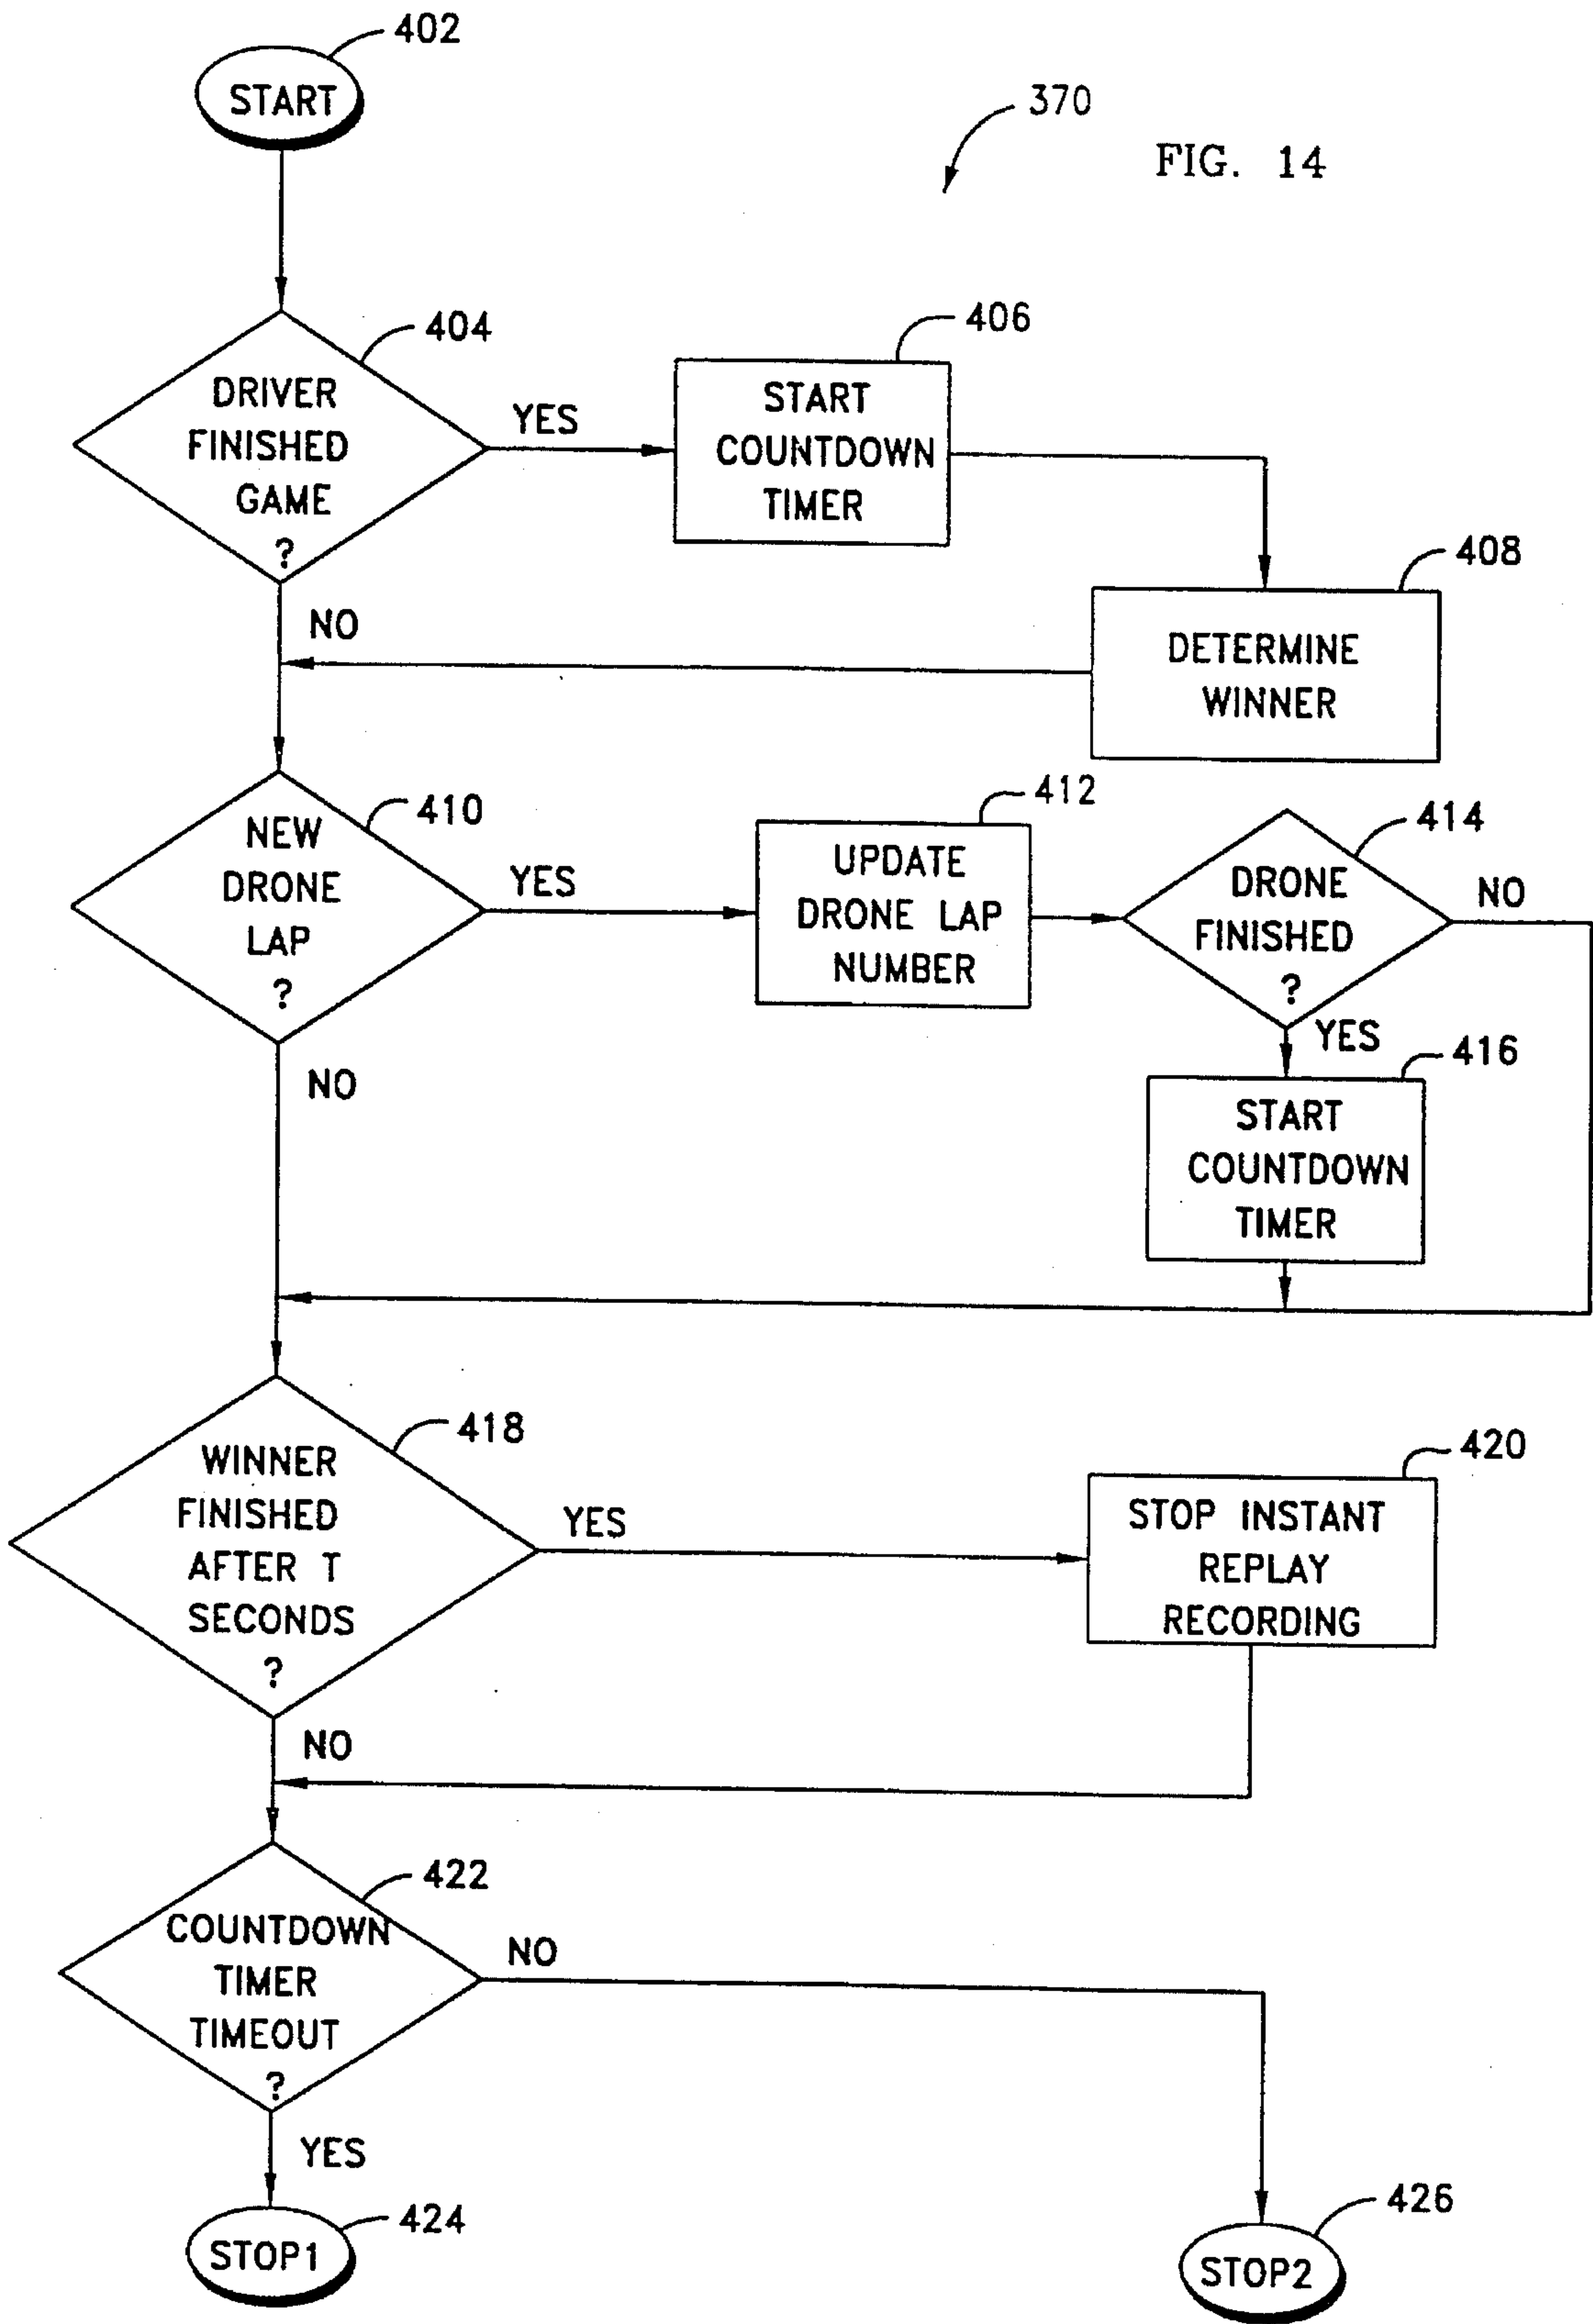 402
START
370
FIG. 14
404
DRIVER
FINISHED
GAME
?
YES
406
START
COUNTDOWN
TIMER
408
DETERMINE
WINNER
NO
410
NEW
DRONE
LAP
?
YES
412
UPDATE
DRONE LAP
NUMBER
414
DRONE
FINISHED
?
NO
YES
416
START
COUNTDOWN
TIMER
NO
418
WINNER
FINISHED
AFTER T
SECONDS
?
YES
420
STOP INSTANT
REPLAY
RECORDING
NO
422
COUNTDOWN
TIMER
TIMEOUT
?
NO
YES
424
STOP1
426
STOP2